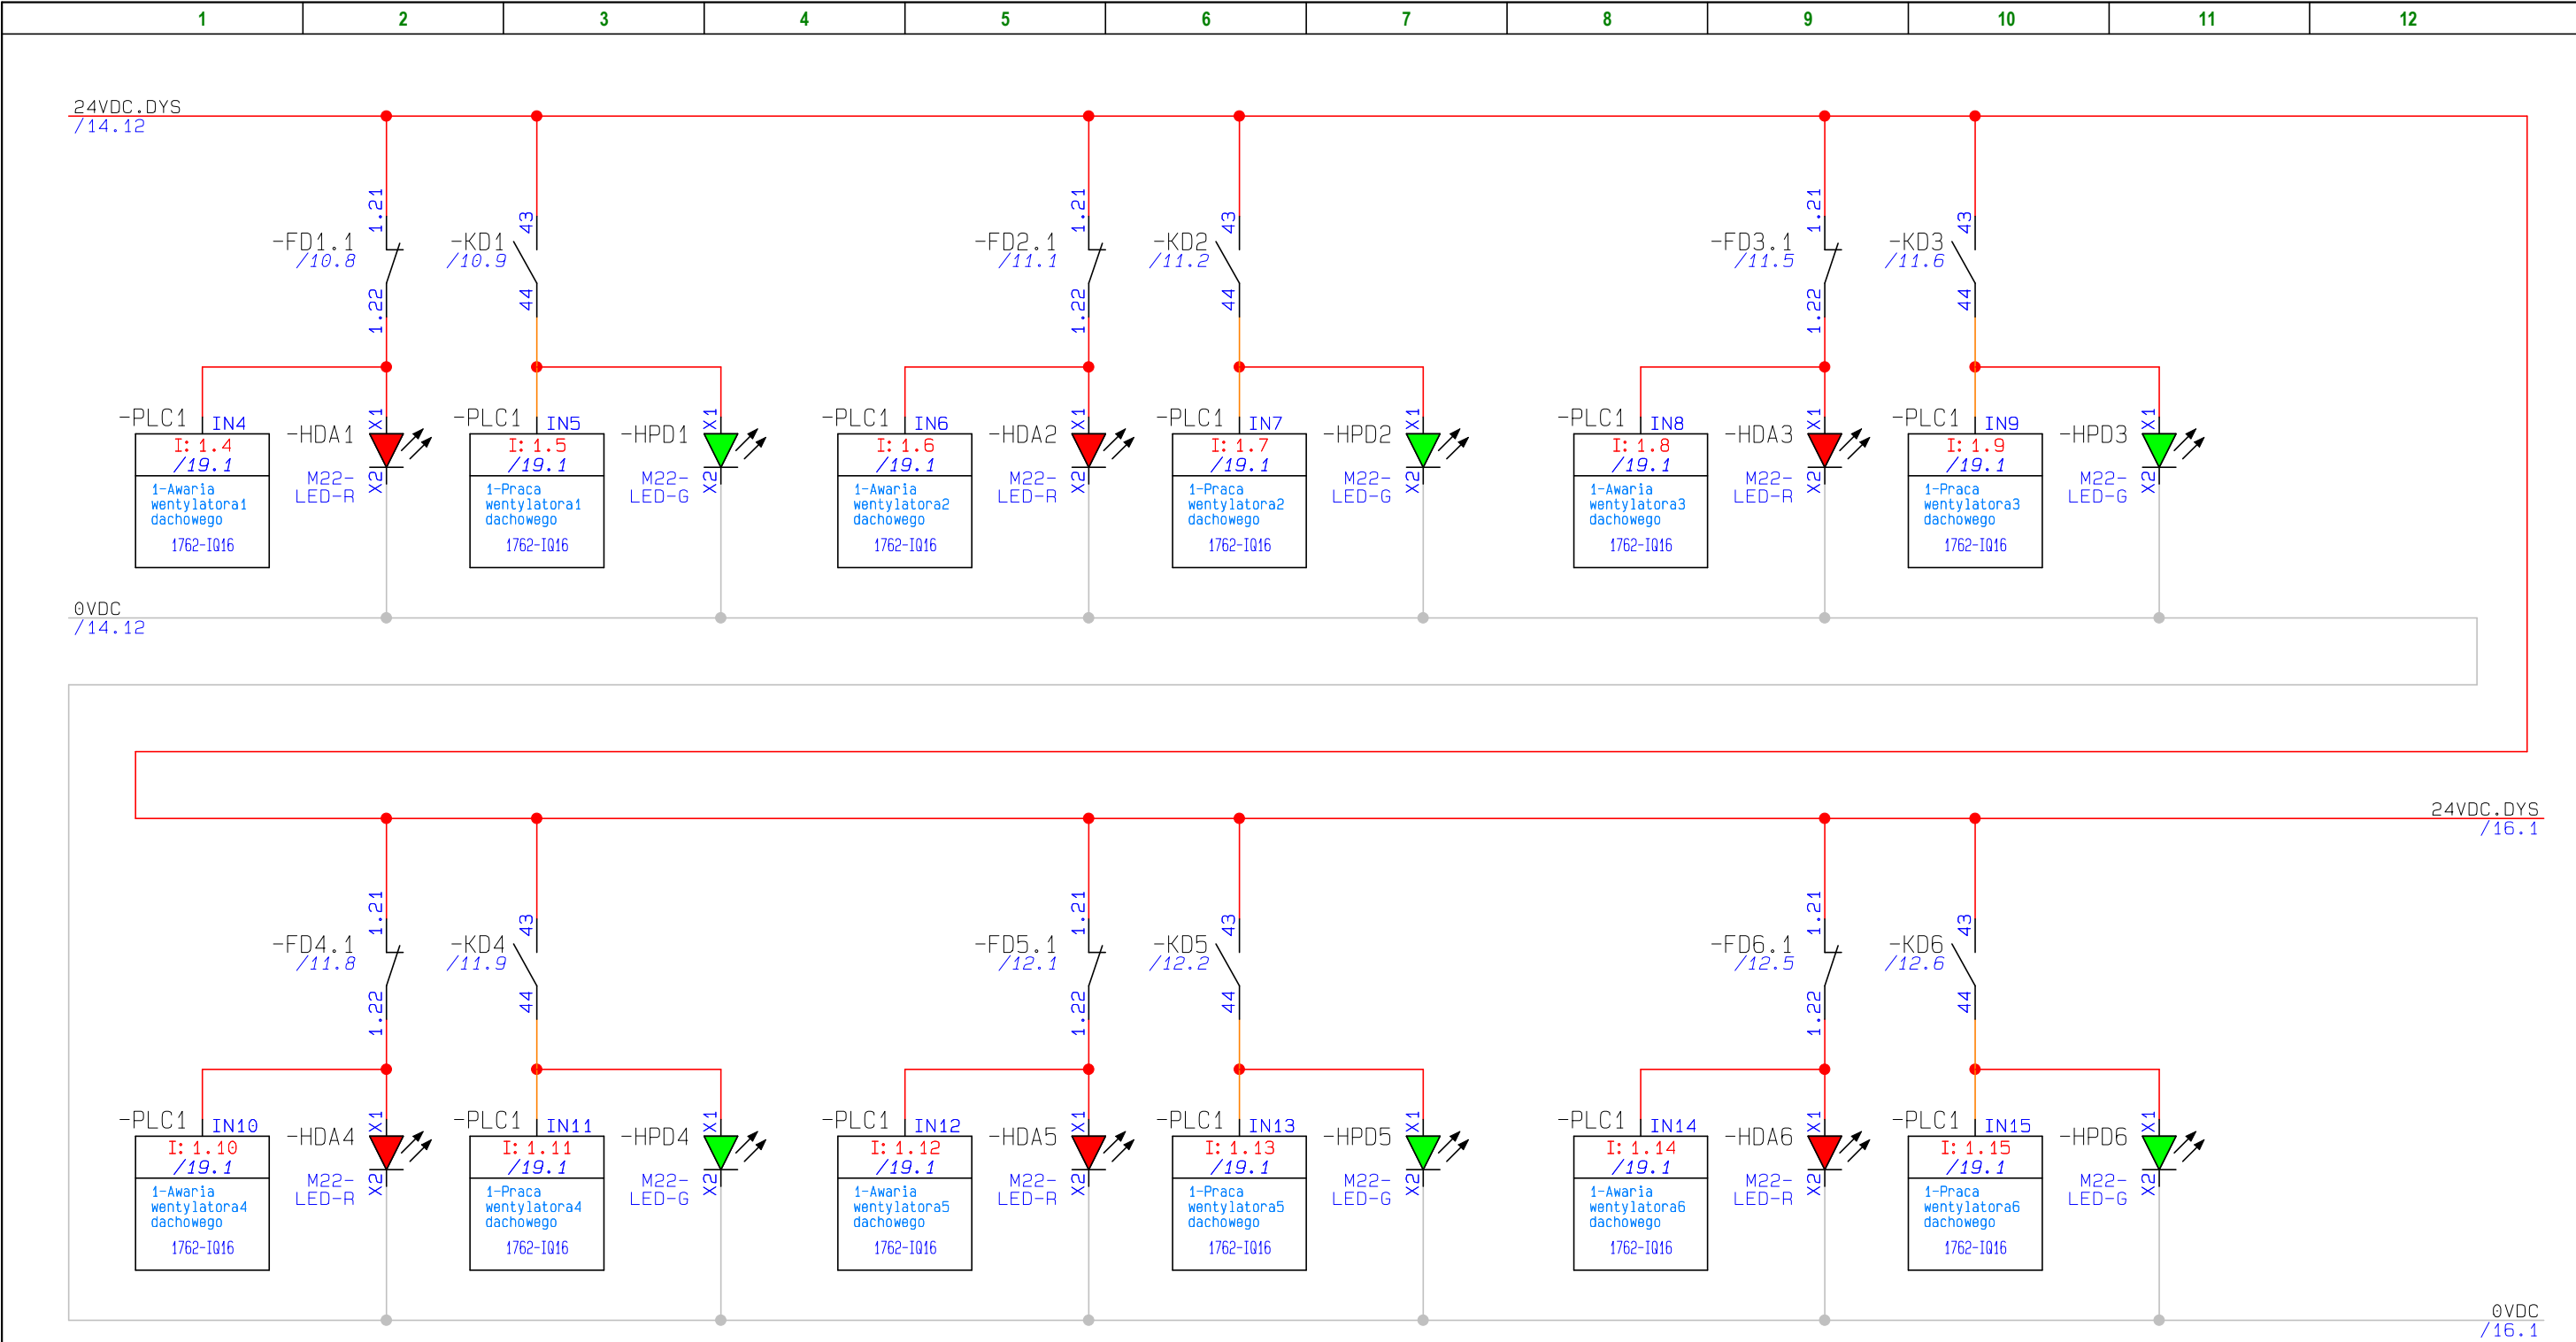 1 2 3 4 5 6 7 8 9 10 11 12
24VDC.DYS
/14.12
1.21 43 1.21 43 1.21 43
-FD1.1 -KD1 -FD2.1 -KD2 -FD3.1 -KD3
/10.8 /10.9 /11.1 /11.2 /11.5 /11.6
1.22 44 1.22 44 1.22 44
-PLC1 IN4 X1 -PLC1 IN5 X1 -PLC1 IN6 X1 -PLC1 IN7 X1 -PLC1 IN8 X1 -PLC1 IN9 X1
I: 1.4 -HDA1 I: 1.5 -HPD1 I: 1.6 -HDA2 I: 1.7 -HPD2 I: 1.8 -HDA3 I: 1.9 -HPD3
/19.1 /19.1 /19.1 /19.1 /19.1 /19.1
X2 X2 X2 X2 X2 X2
M22- M22- M22- M22- M22- M22-
LED-R LED-G LED-R LED-G LED-R LED-G
1-Awaria 1-Praca 1-Awaria 1-Praca 1-Awaria 1-Praca
wentylatora1 wentylatora1 wentylatora2 wentylatora2 wentylatora3 wentylatora3
dachowego dachowego dachowego dachowego dachowego dachowego
1762-IQ16 1762-IQ16 1762-IQ16 1762-IQ16 1762-IQ16 1762-IQ16
0VDC
/14.12
24VDC.DYS
/16.1
1.21 43 1.21 43 1.21 43
-FD4.1 -KD4 -FD5.1 -KD5 -FD6.1 -KD6
/11.8 /11.9 /12.1 /12.2 /12.5 /12.6
1.22 44 1.22 44 1.22 44
-PLC1 IN10 X1 -PLC1 IN11 X1 -PLC1 IN12 X1 -PLC1 IN13 X1 -PLC1 IN14 X1 -PLC1 IN15 X1
I: 1.10 -HDA4 I: 1.11 -HPD4 I: 1.12 -HDA5 I: 1.13 -HPD5 I: 1.14 -HDA6 I: 1.15 -HPD6
/19.1 /19.1 /19.1 /19.1 /19.1 /19.1
X2 X2 X2 X2 X2 X2
M22- M22- M22- M22- M22- M22-
LED-R LED-G LED-R LED-G LED-R LED-G
1-Awaria 1-Praca 1-Awaria 1-Praca 1-Awaria 1-Praca
wentylatora4 wentylatora4 wentylatora5 wentylatora5 wentylatora6 wentylatora6
dachowego dachowego dachowego dachowego dachowego dachowego
1762-IQ16 1762-IQ16 1762-IQ16 1762-IQ16 1762-IQ16 1762-IQ16
0VDC
/16.1